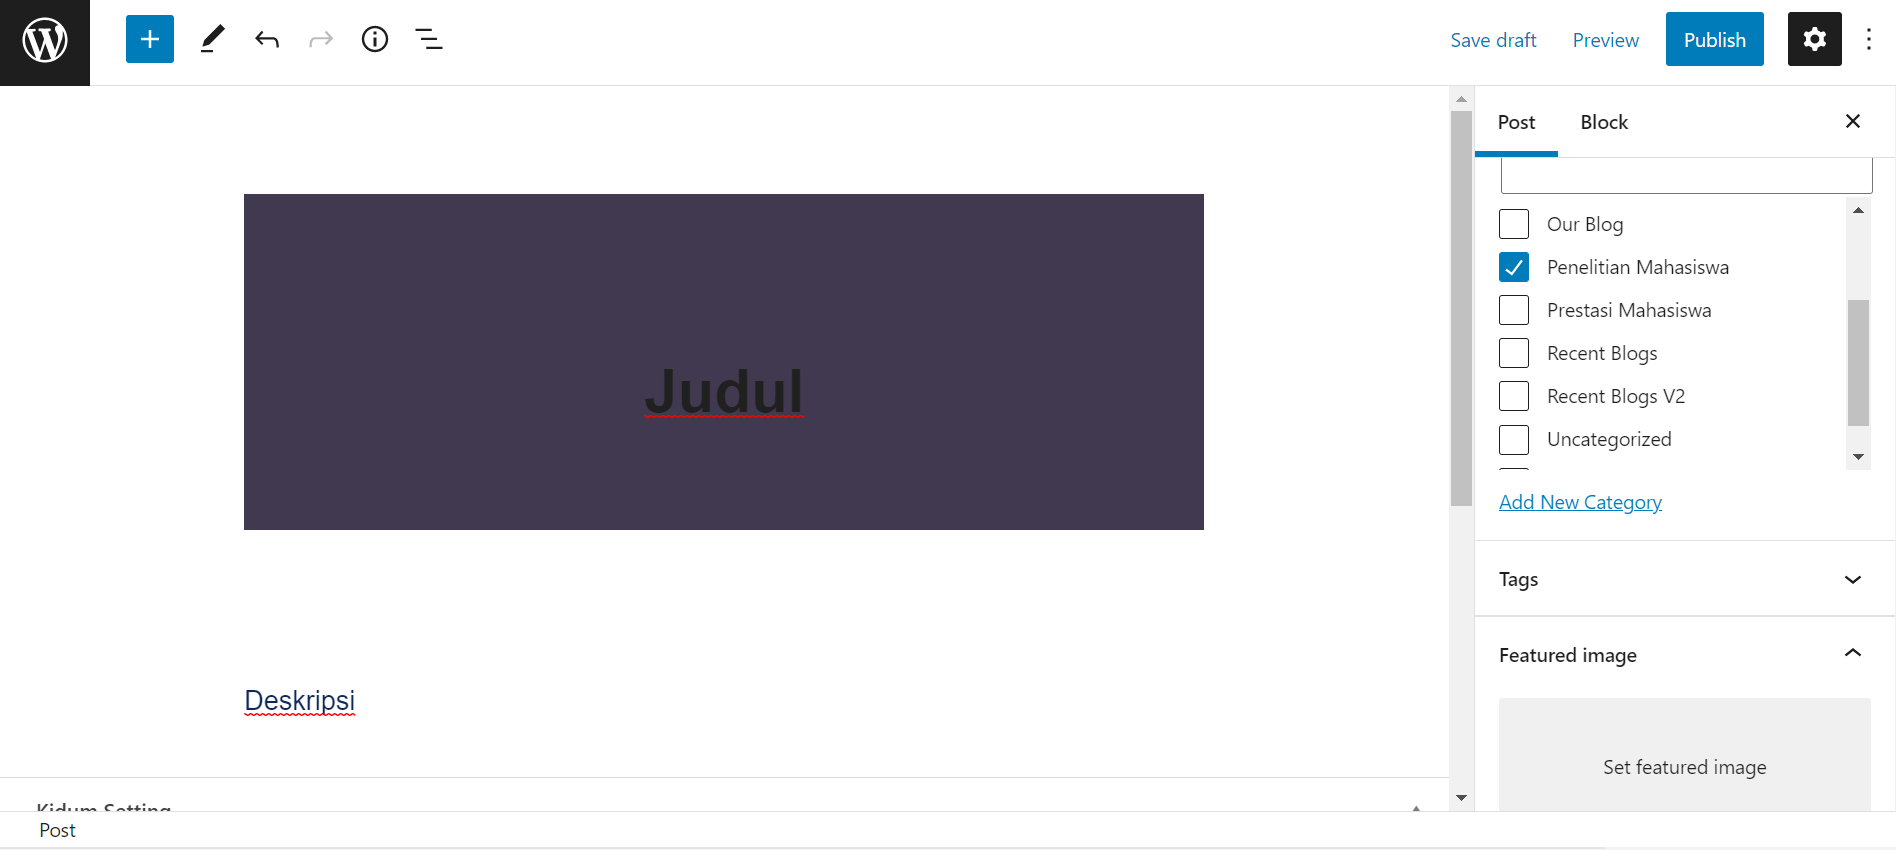 Save draft
Preview
Publish
Post
Block
Our Blog
Penelitian Mahasiswa
Prestasi Mahasiswa
Recent Blogs
Recent Blogs V2
Uncategorized
Add New Category
Tags
Featured image
Set featured image
Judul
Deskripsi
Kidum Setting
Post